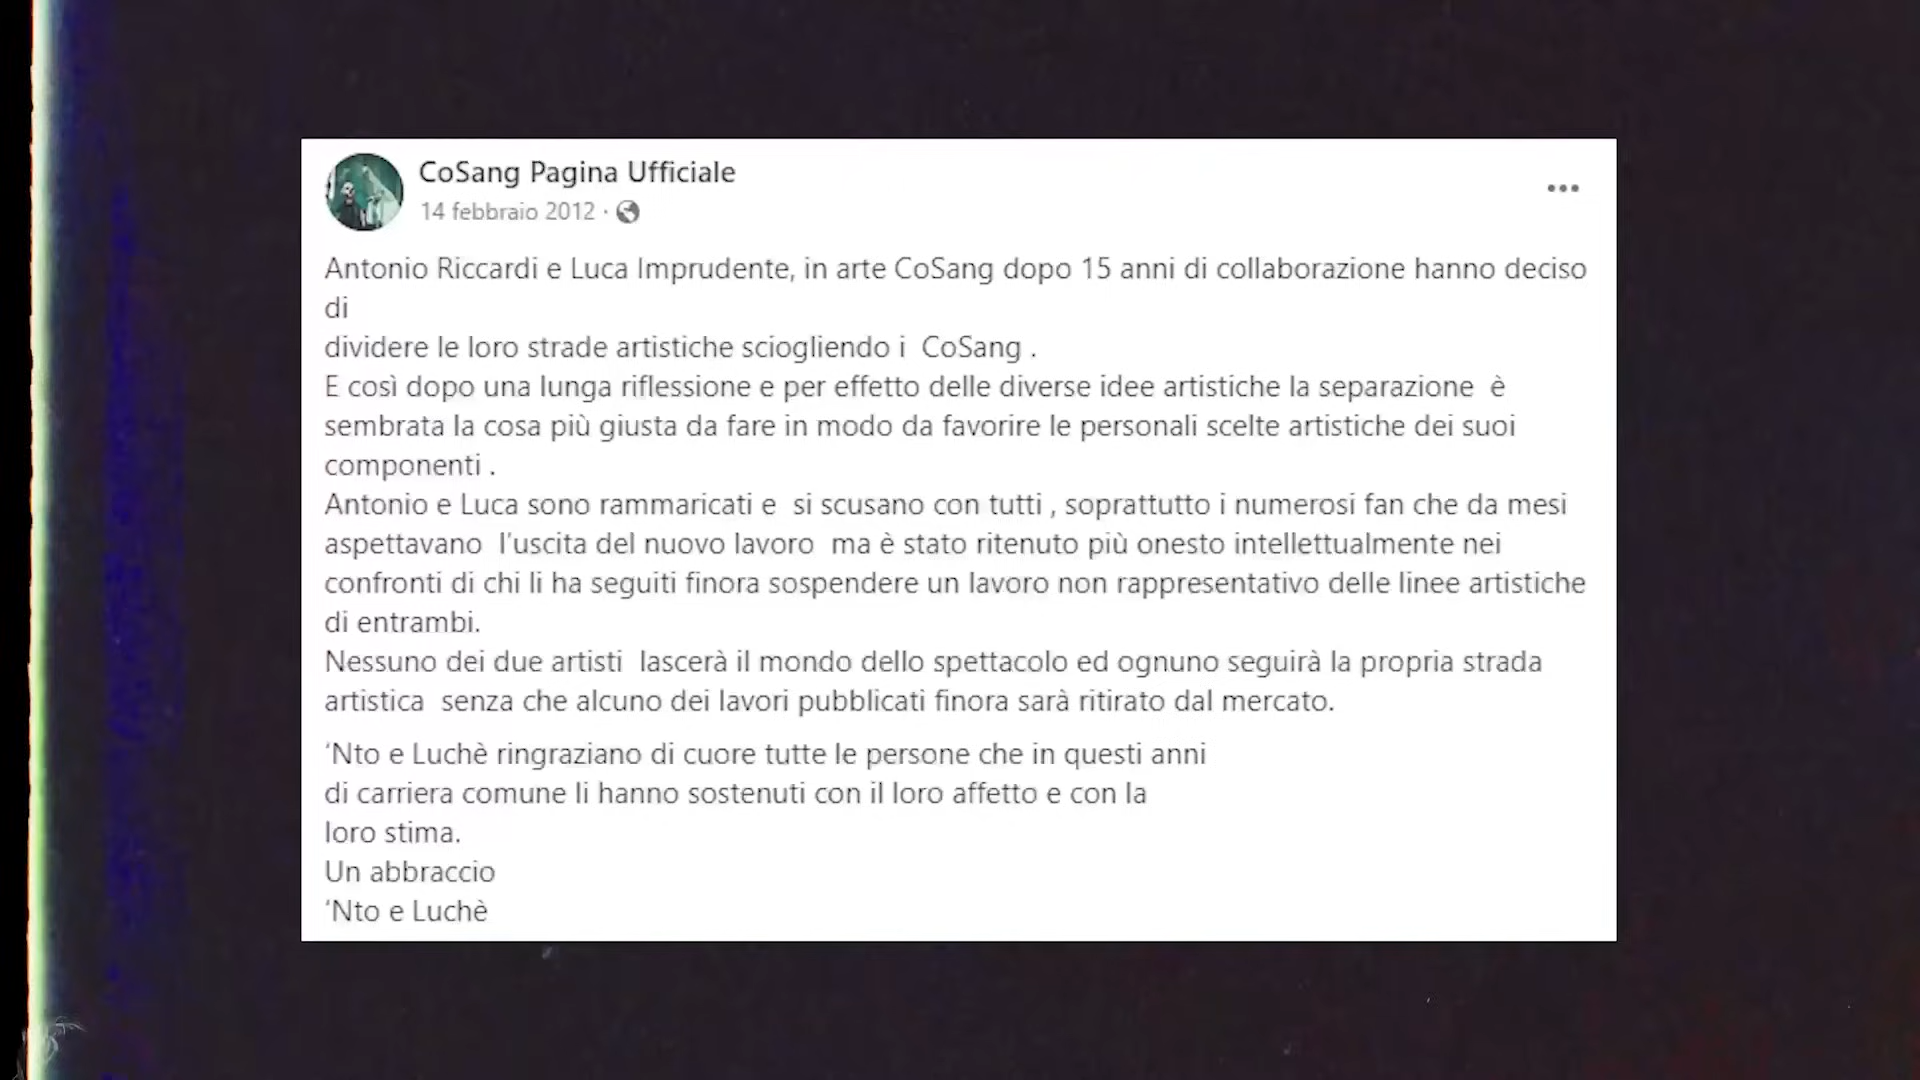 CoSang Pagina Ufficiale
14 febbraio 2012 ·
Antonio Riccardi e Luca Imprudente, in arte CoSang dopo 15 anni di collaborazione hanno deciso
di
dividere le loro strade artistiche sciogliendo i  CoSang .
E così dopo una lunga riflessione e per effetto delle diverse idee artistiche la separazione  è
sembrata la cosa più giusta da fare in modo da favorire le personali scelte artistiche dei suoi
componenti .
Antonio e Luca sono rammaricati e  si scusano con tutti , soprattutto i numerosi fan che da mesi
aspettavano  l'uscita del nuovo lavoro  ma è stato ritenuto più onesto intellettualmente nei
confronti di chi li ha seguiti finora sospendere un lavoro non rappresentativo delle linee artistiche
di entrambi.
Nessuno dei due artisti  lascerà il mondo dello spettacolo ed ognuno seguirà la propria strada
artistica  senza che alcuno dei lavori pubblicati finora sarà ritirato dal mercato.
‘Nto e Luchè ringraziano di cuore tutte le persone che in questi anni
di carriera comune li hanno sostenuti con il loro affetto e con la
loro stima.
Un abbraccio
‘Nto e Luchè